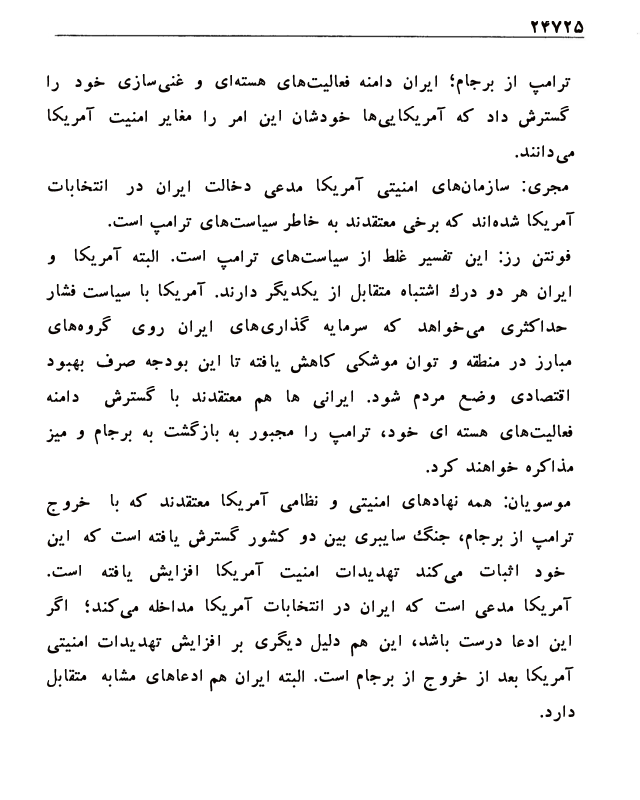 ۲۴۷۲۵
ترامپ از برجام؛ ایران دامنه فعالیت‌های هسته‌ای و غنی‌سازی خود را
گسترش داد که آمریکایی‌ها خودشان این امر را مغایر امنیت آمریکا
می‌دانند.
مجری: سازمان‌های امنیتی آمریکا مدعی دخالت ایران در انتخابات
آمریکا شده‌اند که برخی معتقدند به خاطر سیاست‌های ترامپ است.
فونتن رز: این تفسیر غلط از سیاست‌های ترامپ است. البته آمریکا و
ایران هر دو درك اشتباه متقابل از یکدیگر دارند. آمریکا با سیاست فشار
حداکثری می‌خواهد که سرمایه گذاری‌های ایران روی گروه‌های
مبارز در منطقه و توان موشکی کاهش یافته تا این بودجه صرف بهبود
اقتصادی وضع مردم شود. ایرانی ها هم معتقدند با گسترش دامنه
فعالیت‌های هسته ای خود، ترامپ را مجبور به بازگشت به برجام و میز
مذاکره خواهند کرد.
موسویان: همه نهادهای امنیتی و نظامی آمریکا معتقدند که با خروج
ترامپ از برجام، جنگ سایبری بین دو کشور گسترش یافته است که این
خود اثبات می‌کند تهدیدات امنیت آمریکا افزایش یافته است.
آمریکا مدعی است که ایران در انتخابات آمریکا مداخله می‌کند؛ اگر
این ادعا درست باشد، این هم دلیل دیگری بر افزایش تهدیدات امنیتی
آمریکا بعد از خروج از برجام است. البته ایران هم ادعاهای مشابه متقابل
دارد.